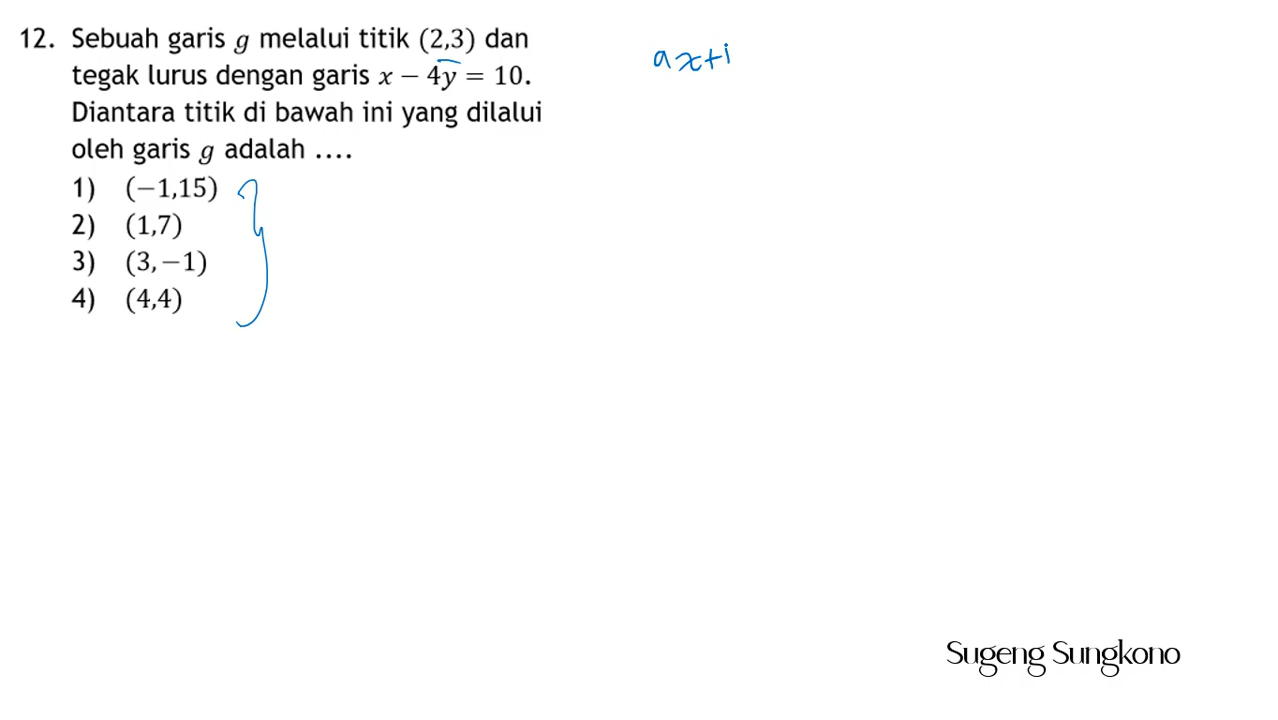 12. Sebuah garis g melalui titik (2,3) dan
tegak lurus dengan garis x − 4y = 10.
Diantara titik di bawah ini yang dilalui
oleh garis g adalah ....
1) (−1,15)
2) (1,7)
3) (3,−1)
4) (4,4)
ax+
Sugeng Sungkono